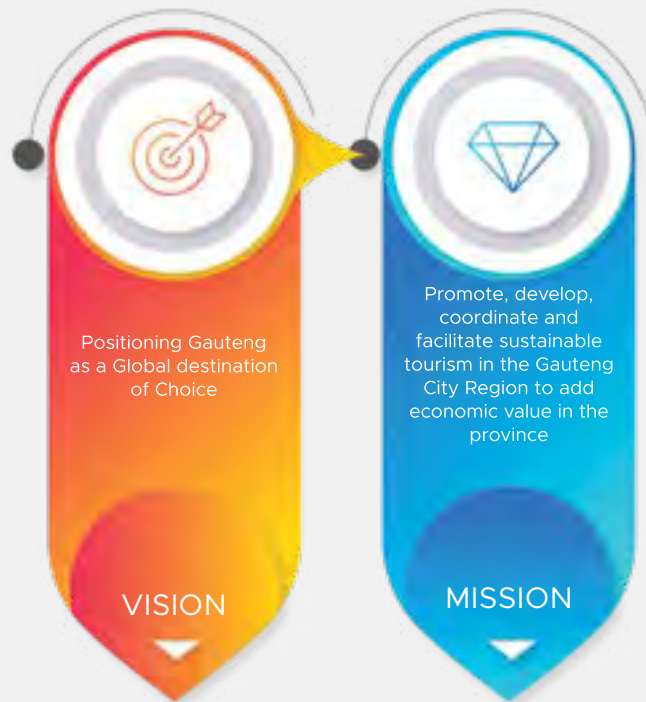 Positioning Gauteng
as a Global destination
of Choice
VISION
Promote, develop,
coordinate and
facilitate sustainable
tourism in the Gauteng
City Region to add
economic value in the
province
MISSION